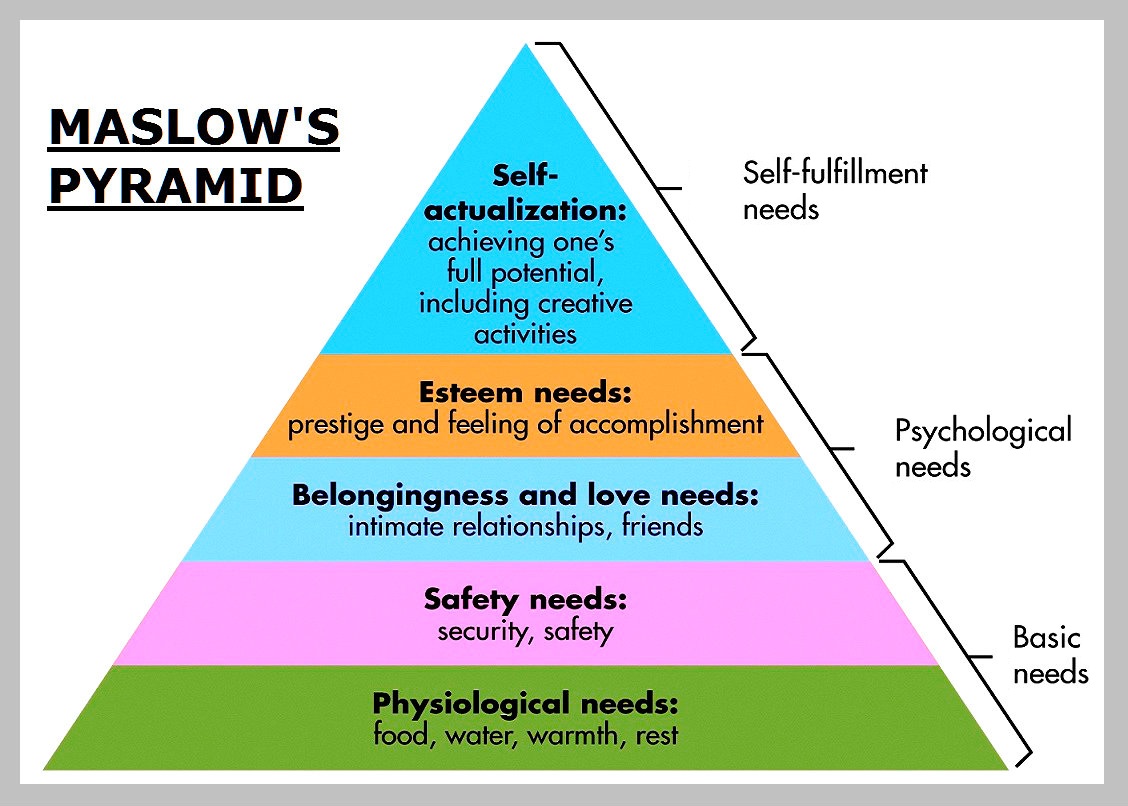 MASLOW'S
PYRAMID
Self-
actualization:
achieving one's
full potential,
including creative
activities
Self-fulfillment
needs
Esteem needs:
prestige and feeling of accomplishment
Psychological
needs
Belongingness and love needs:
intimate relationships, friends
Safety needs:
security, safety
Basic
needs
Physiological needs:
food, water, warmth, rest